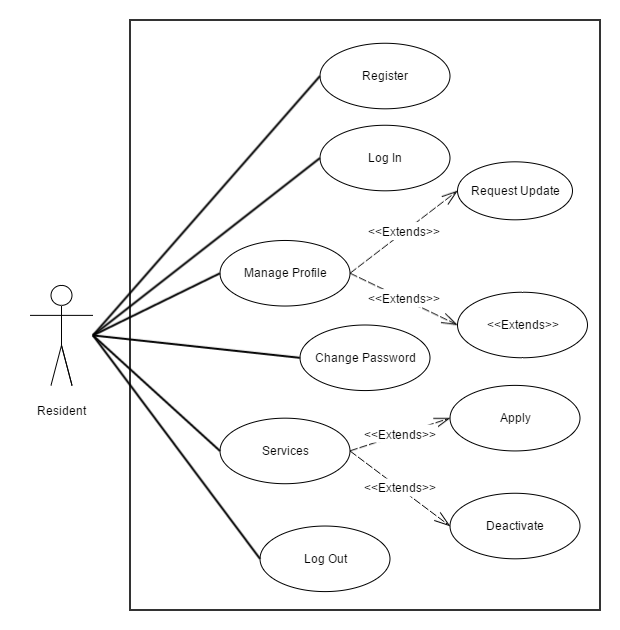 Register
Log In
Request Update
<<Extends>>
Manage Profile
<<Extends>>
<<Extends>>
Change Password
Resident
Apply
<<Extends>>
Services
<<Extends>>
Deactivate
Log Out